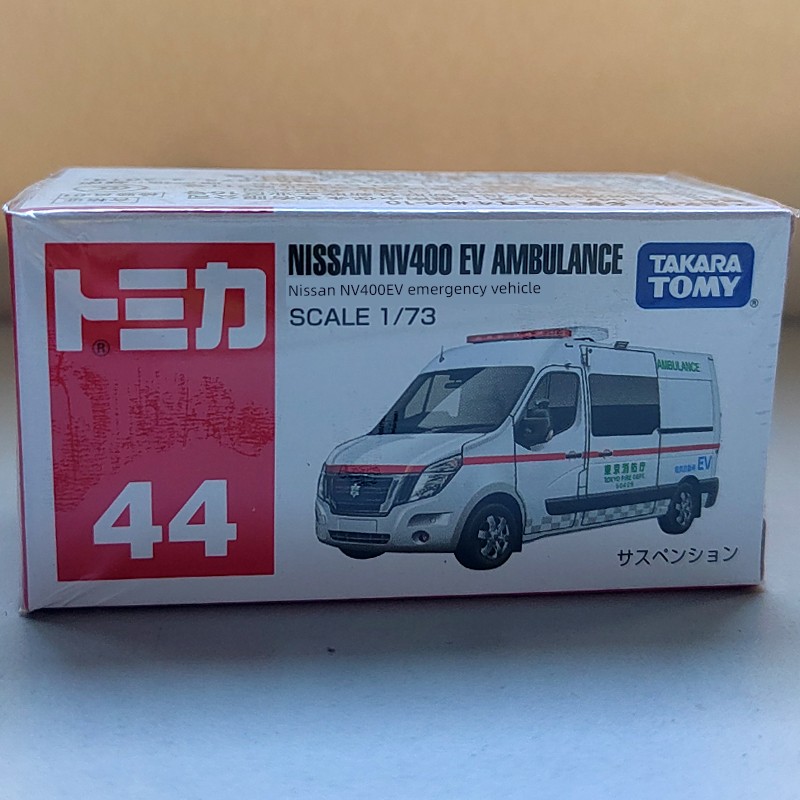 トミカ
®
44
NISSAN NV400 EV AMBULANCE
Nissan NV400EV emergency vehicle
SCALE 1/73
TAKARA
TOMY
®
AMBULANCE
東京消防庁
TOKYO FIRE DEPT.
EV
サスペンション